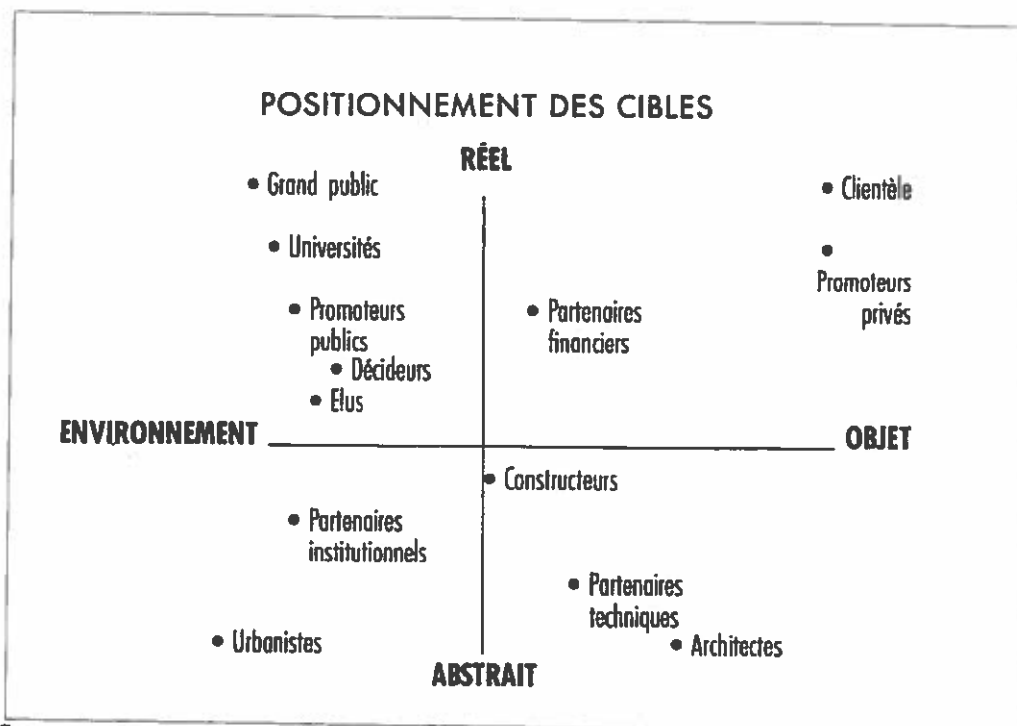 POSITIONNEMENT DES CIBLES
RÉEL
Grand public
Clientèle
Universités
Promoteurs
privés
Promoteurs
publics
Partenaires
financiers
Décideurs
Elus
ENVIRONNEMENT
OBJET
Constructeurs
Partenaires
institutionnels
Partenaires
techniques
Urbanistes
Architectes
ABSTRAIT